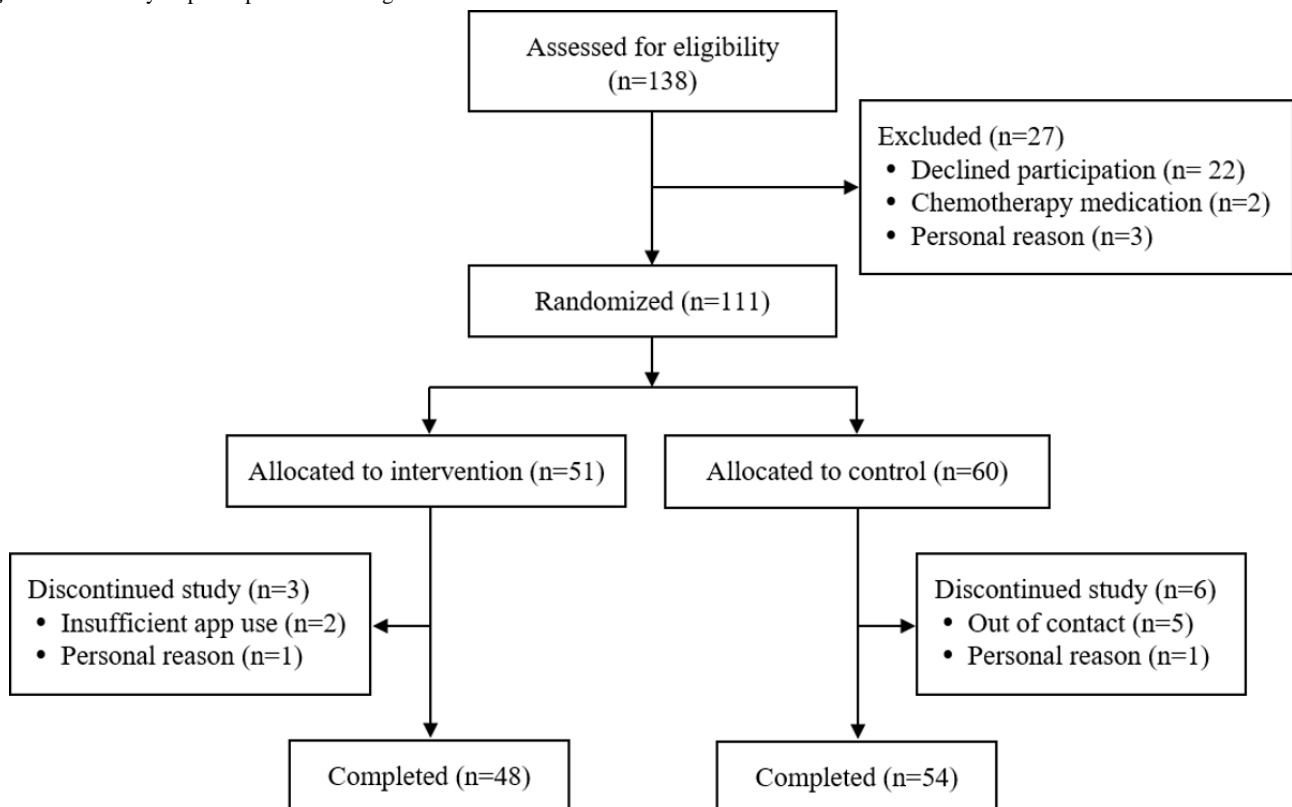 Assessed for eligibility
(n=138)
Excluded (n=27)
• Declined participation (n= 22)
• Chemotherapy medication (n=2)
• Personal reason (n=3)
Randomized (n=111)
Allocated to intervention (n=51)
Allocated to control (n=60)
Discontinued study (n=3)
• Insufficient app use (n=2)
• Personal reason (n=1)
Discontinued study (n=6)
• Out of contact (n=5)
• Personal reason (n=1)
Completed (n=48)
Completed (n=54)